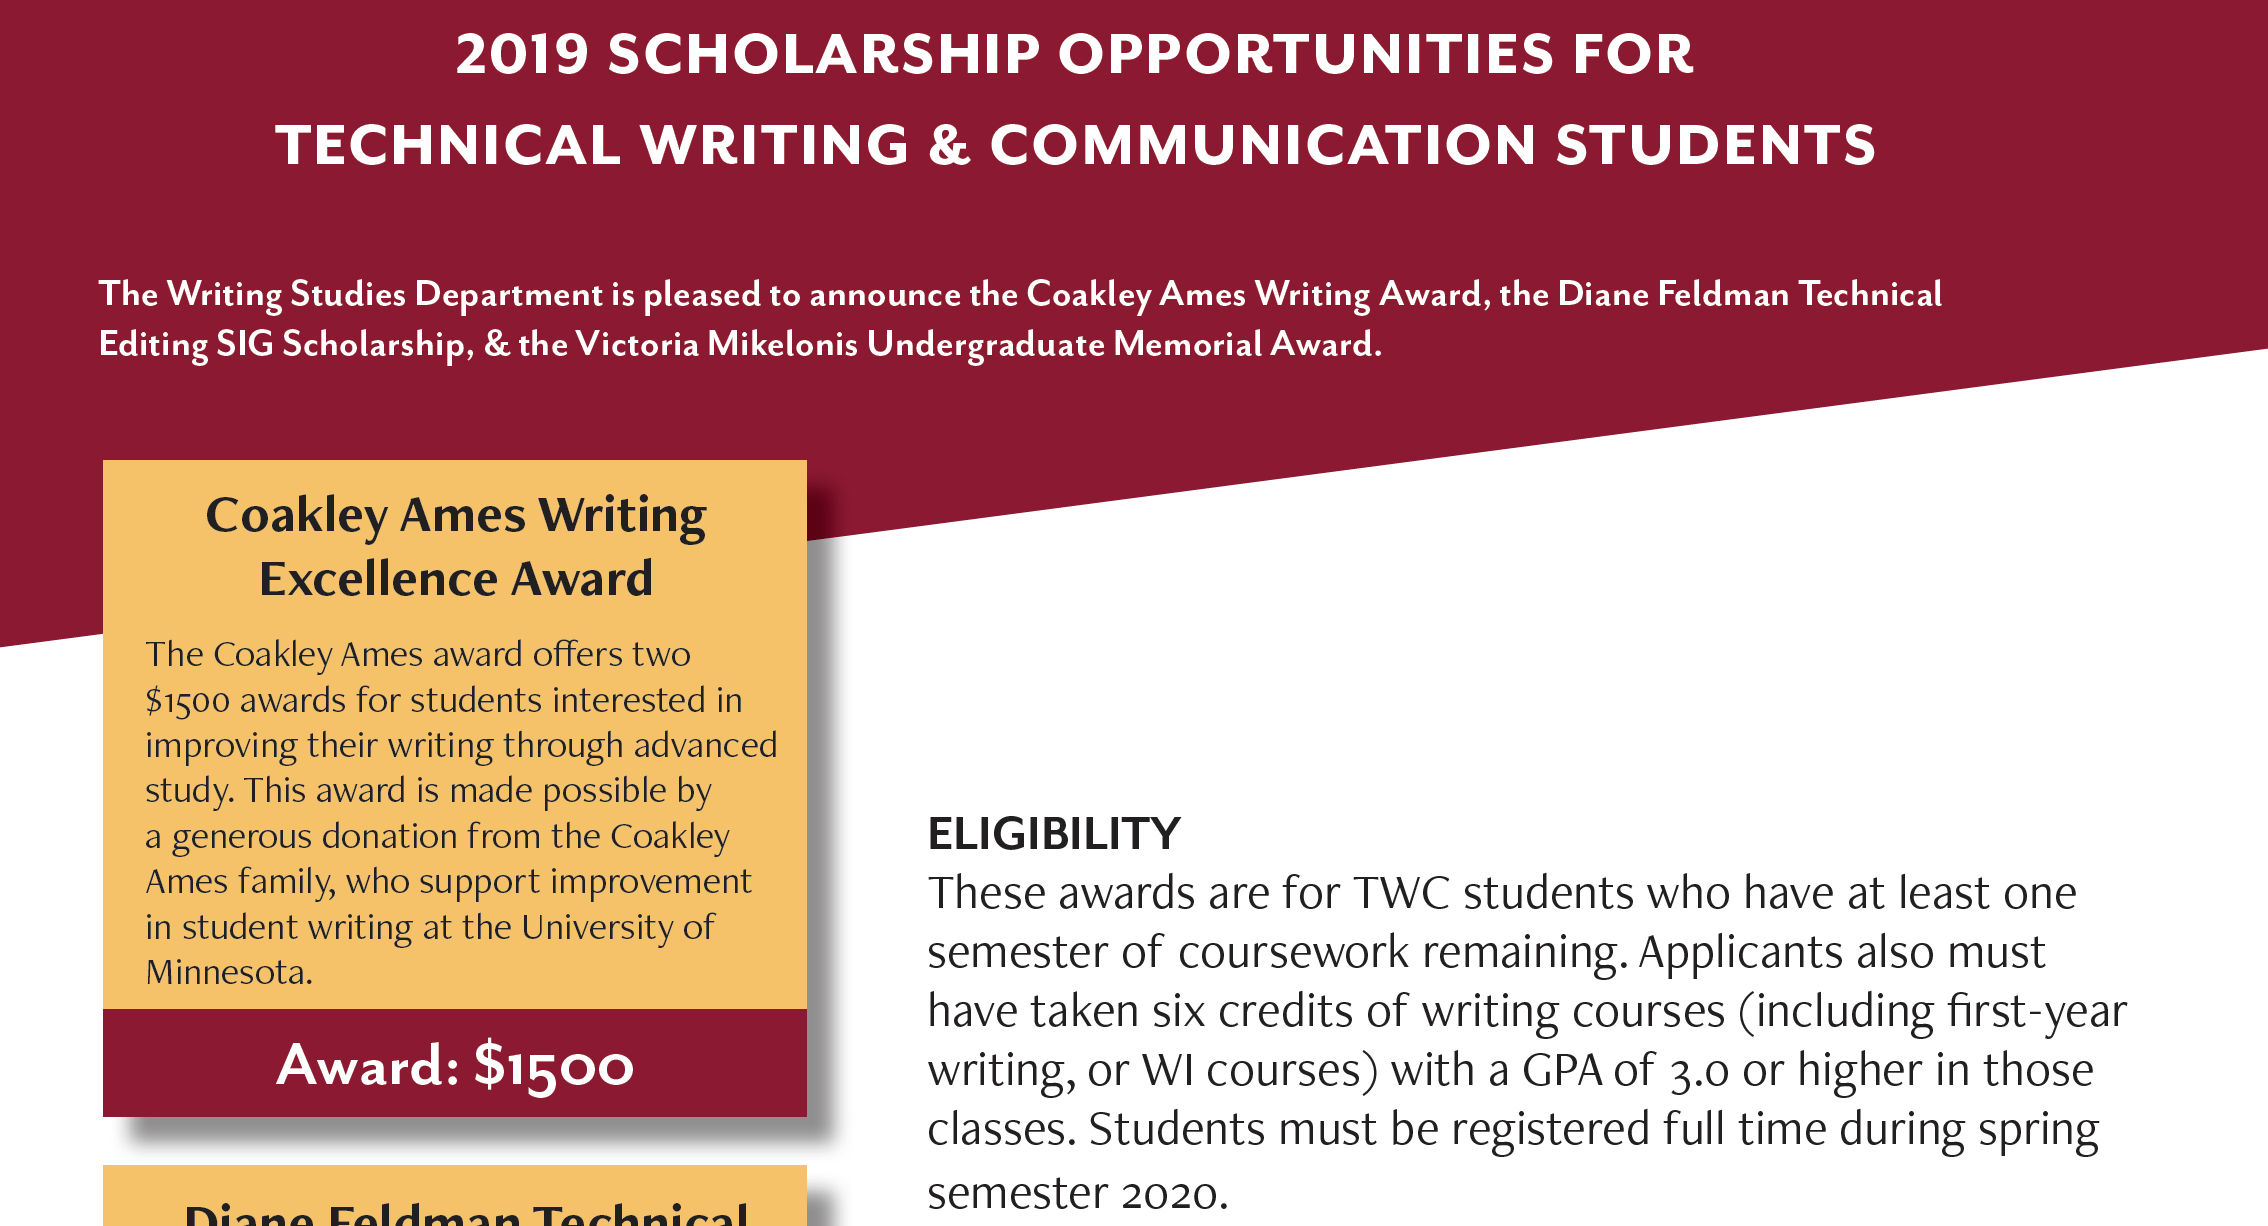 2019 SCHOLARSHIP OPPORTUNITIES FOR
TECHNICAL WRITING & COMMUNICATION STUDENTS
The Writing Studies Department is pleased to announce the Coakley Ames Writing Award, the Diane Feldman Technical
Editing SIG Scholarship, & the Victoria Mikelonis Undergraduate Memorial Award.
Coakley Ames Writing
Excellence Award
The Coakley Ames award offers two
$1500 awards for students interested in
improving their writing through advanced
study. This award is made possible by
a generous donation from the Coakley
Ames family, who support improvement
in student writing at the University of
Minnesota.
Award: $1500
Diane Feldman Technical
ELIGIBILITY
These awards are for TWC students who have at least one
semester of coursework remaining. Applicants also must
have taken six credits of writing courses (including first-year
writing, or WI courses) with a GPA of 3.0 or higher in those
classes. Students must be registered full time during spring
semester 2020.